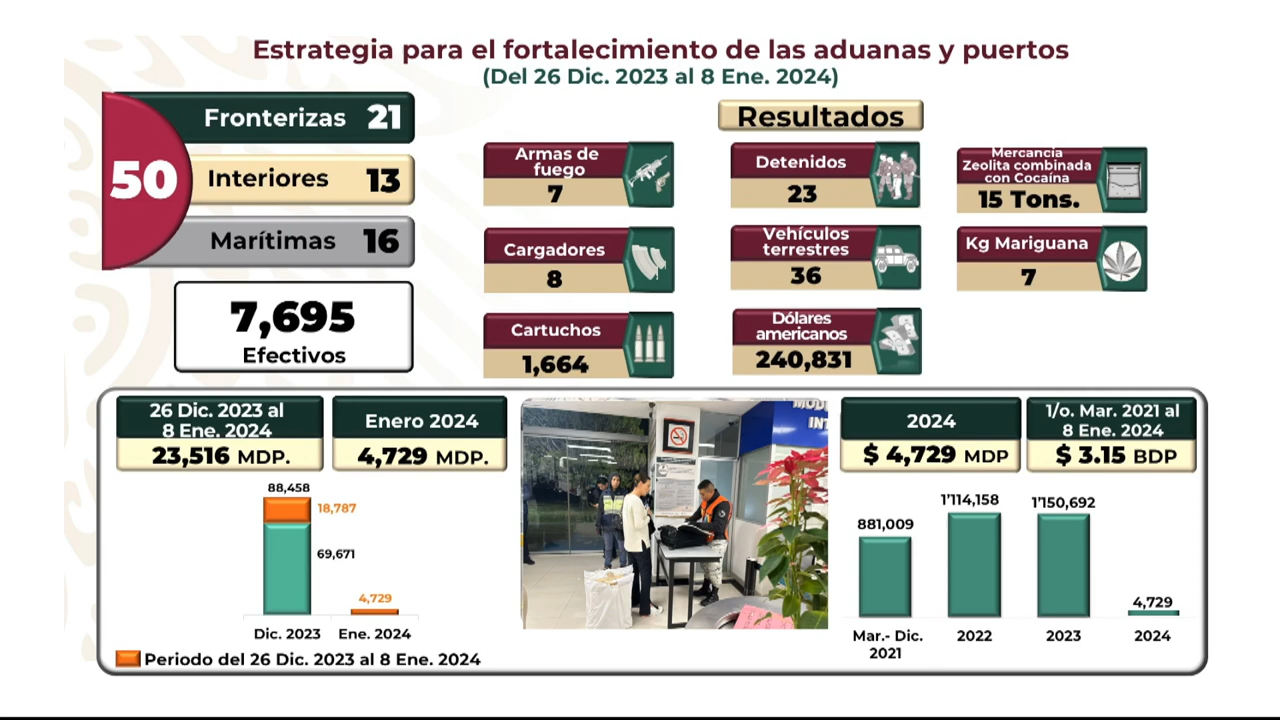 Estrategia para el fortalecimiento de las aduanas y puertos
(Del 26 Dic. 2023 al 8 Ene. 2024)
50
Fronterizas 21
Interiores 13
Marítimas 16
7,695
Efectivos
Resultados
Armas de
fuego
7
Detenidos
23
Mercancía
Zeolita combinada
con Cocaína
15 Tons.
Cargadores
8
Vehículos
terrestres
36
Kg Mariguana
7
Cartuchos
1,664
Dólares
americanos
240,831
26 Dic. 2023 al
8 Ene. 2024
23,516 MDP.
Enero 2024
4,729 MDP.
88,458
18,787
69,671
4,729
Dic. 2023
Ene. 2024
Periodo del 26 Dic. 2023 al 8 Ene. 2024
2024
$ 4,729 MDP
1/o. Mar. 2021 al
8 Ene. 2024
$ 3.15 BDP
881,009
1'114,158
1'150,692
4,729
Mar.- Dic.
2021
2022
2023
2024